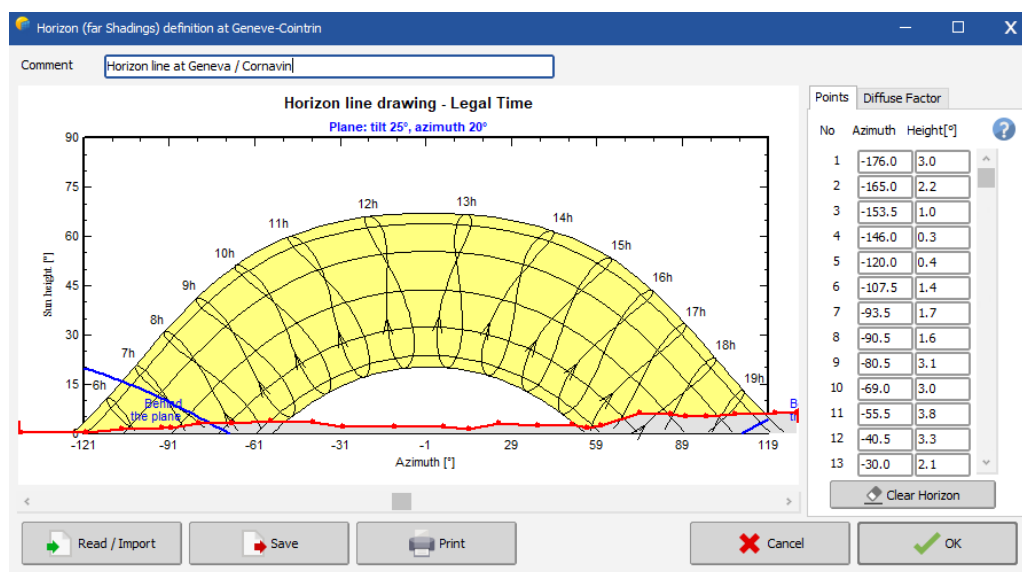 Horizon (far Shadings) definition at Geneve-Cointrin
Comment
Horizon line at Geneva / Cornavin
Horizon line drawing - Legal Time
Plane: tilt 25°, azimuth 20°
90
75
60
45
30
15
0
Sun height [°]
6h
7h
8h
9h
10h
11h
12h
13h
14h
15h
16h
17h
18h
19h
Behind
the plane
-121
-91
-61
-31
-1
29
59
89
119
Azimuth [°]
Points Diffuse Factor
No Azimuth Height[°]
1 -176.0 3.0
2 -165.0 2.2
3 -153.5 1.0
4 -146.0 0.3
5 -120.0 0.4
6 -107.5 1.4
7 -93.5 1.7
8 -90.5 1.6
9 -80.5 3.1
10 -69.0 3.0
11 -55.5 3.8
12 -40.5 3.3
13 -30.0 2.1
Clear Horizon
Read / Import
Save
Print
Cancel
OK